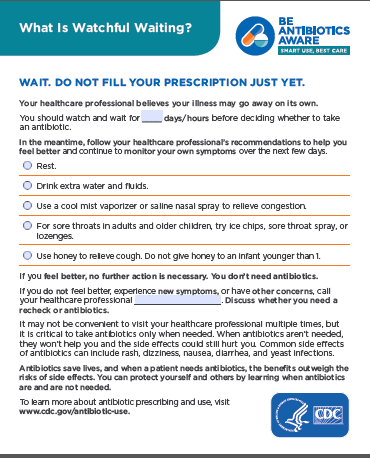 What Is Watchful Waiting?
BE
ANTIBIOTICS
AWARE
SMART USE, BEST CARE
WAIT. DO NOT FILL YOUR PRESCRIPTION JUST YET.
Your healthcare professional believes your illness may go away on its own.
You should watch and wait for ____ days/hours before deciding whether to take
an antibiotic.
In the meantime, follow your healthcare professional's recommendations to help you
feel better and continue to monitor your own symptoms over the next few days.
Rest.
Drink extra water and fluids.
Use a cool mist vaporizer or saline nasal spray to relieve congestion.
For sore throats in adults and older children, try ice chips, sore throat spray, or
lozenges.
Use honey to relieve cough. Do not give honey to an infant younger than 1.
If you feel better, no further action is necessary. You don't need antibiotics.
If you do not feel better, experience new symptoms, or have other concerns, call
your healthcare professional ____________________. Discuss whether you need a
recheck or antibiotics.
It may not be convenient to visit your healthcare professional multiple times, but
it is critical to take antibiotics only when needed. When antibiotics aren't needed,
they won't help you and the side effects could still hurt you. Common side effects
of antibiotics can include rash, dizziness, nausea, diarrhea, and yeast infections.
Antibiotics save lives, and when a patient needs antibiotics, the benefits outweigh the
risks of side effects. You can protect yourself and others by learning when antibiotics
are and are not needed.
To learn more about antibiotic prescribing and use, visit
www.cdc.gov/antibiotic-use.
CDC